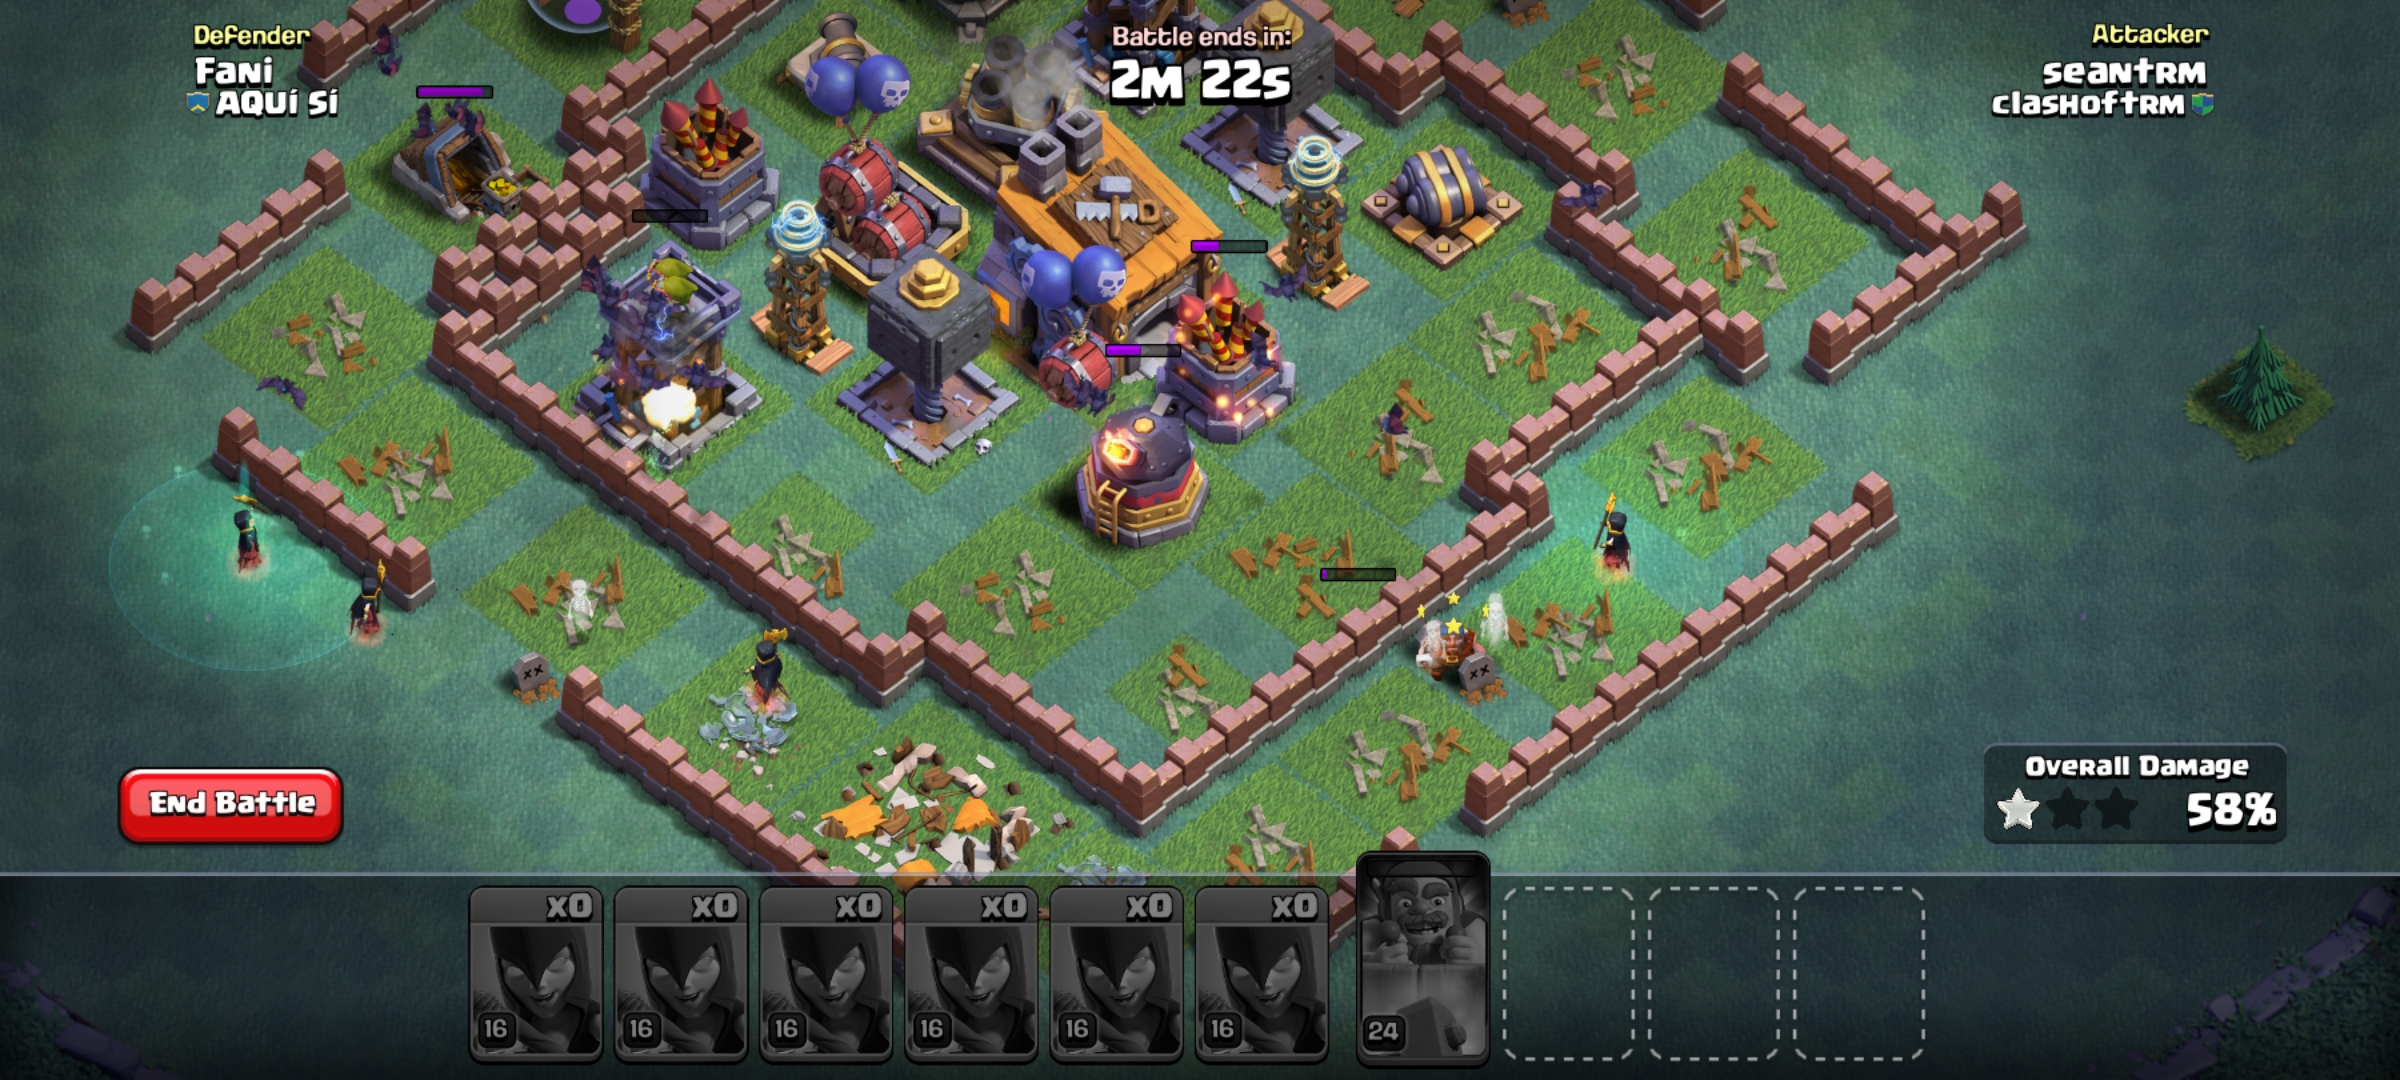 Defender
Fani
AQUÍ SÍ
Battle ends in:
2M 22s
Attacker
seantRM
clashoftRM
End Battle
Overall Damage
58%
x0
x0
x0
x0
x0
x0
16
16
16
16
16
16
24